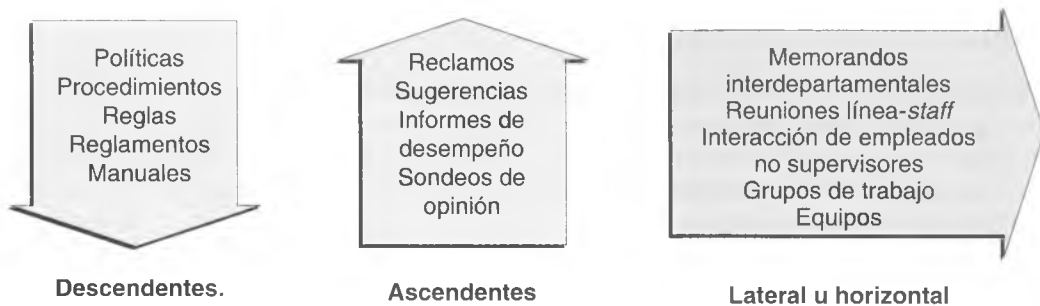 Políticas
Procedimientos
Reglas
Reglamentos
Manuales
Descendentes.
Reclamos
Sugerencias
Informes de
desempeño
Sondeos de
opinión
Ascendentes
Memorandos
interdepartamentales
Reuniones línea-staff
Interacción de empleados
no supervisores
Grupos de trabajo
Equipos
Lateral u horizontal